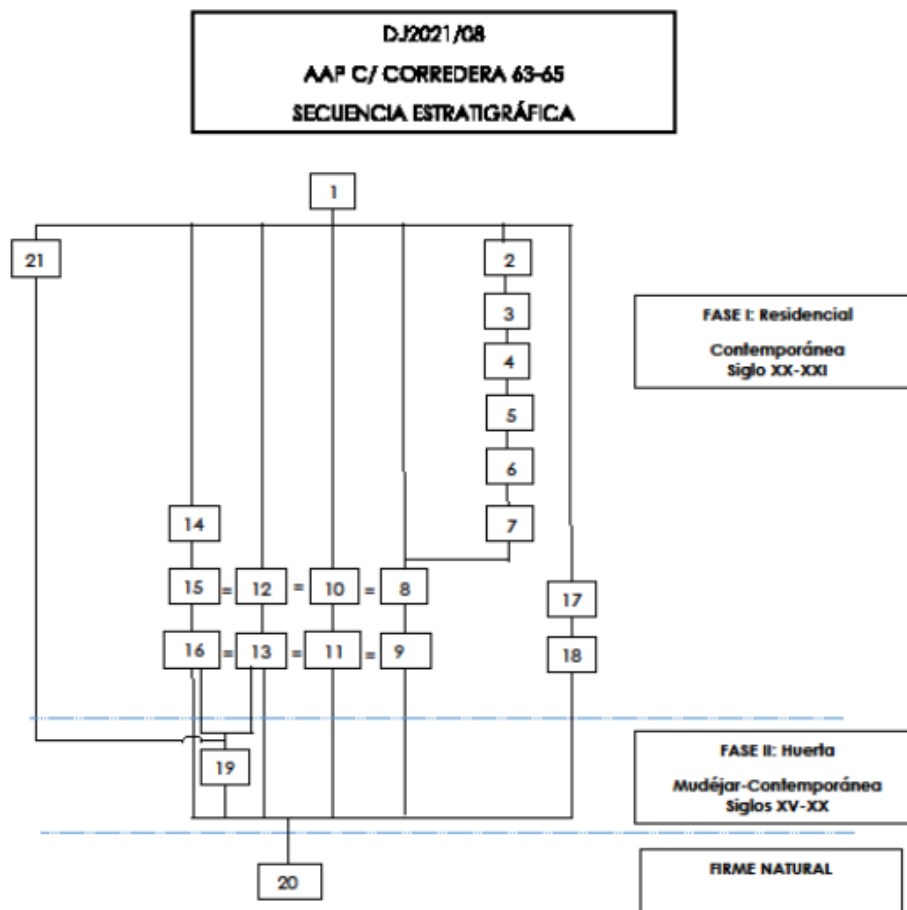 DJ2021/08
AAP C/ CORREDERA 63-65
SECUENCIA ESTRATIGRÁFICA
1
21
2
3
FASE I: Residencial
Contemporánea
Siglo XX-XXI
4
5
6
14
7
15 = 12 = 10 = 8
17
16 = 13 = 11 = 9
18
19
FASE II: Huerta
Mudéjar-Contemporánea
Siglos XV-XX
20
FIRME NATURAL